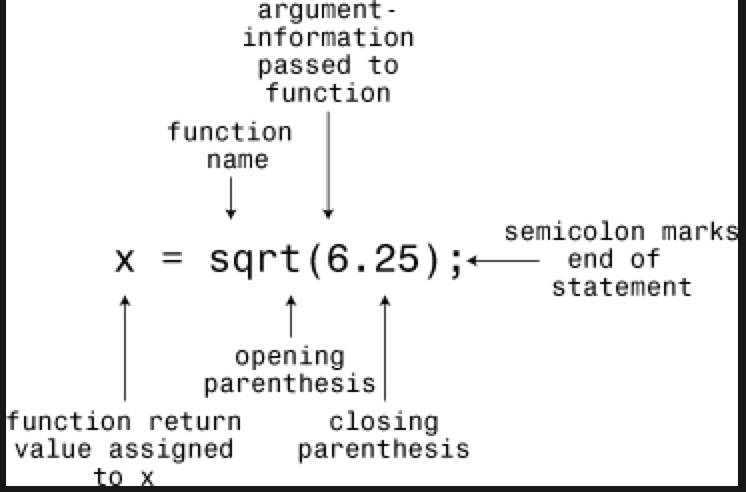 argument-
information
passed to
function
function
name
x = sqrt(6.25);
semicolon marks
end of
statement
opening
parenthesis
function return
value assigned
to x
closing
parenthesis